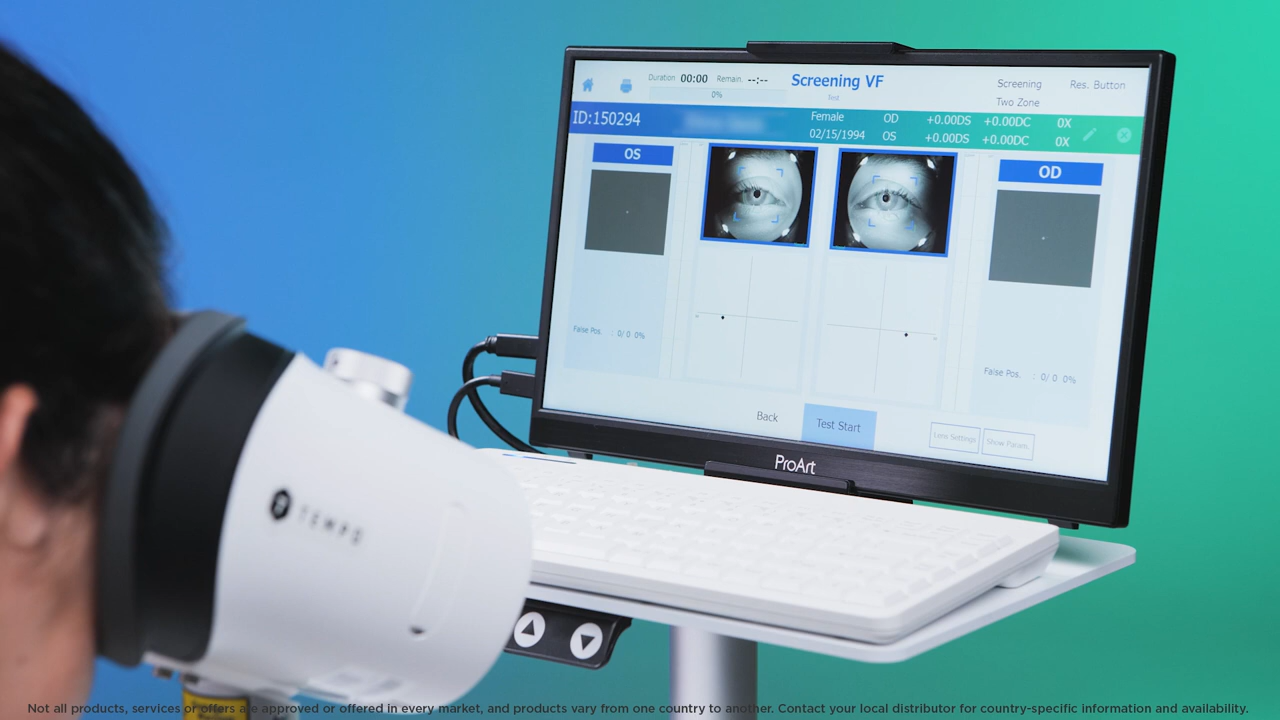 Duration 00:00 Remain. --:--
0%
Screening VF
Test
Screening
Two Zone
Res. Button
ID:150294
Female
02/15/1994
OD +0.00DS +0.00DC 0X
OS +0.00DS +0.00DC 0X
OS
OD
False Pos. : 0/ 0 0%
False Pos. : 0/ 0 0%
Back
Test Start
Lens Settings
Show Param.
ProArt
TEMPO
Not all products, services or offers are approved or offered in every market, and products vary from one country to another. Contact your local distributor for country-specific information and availability.